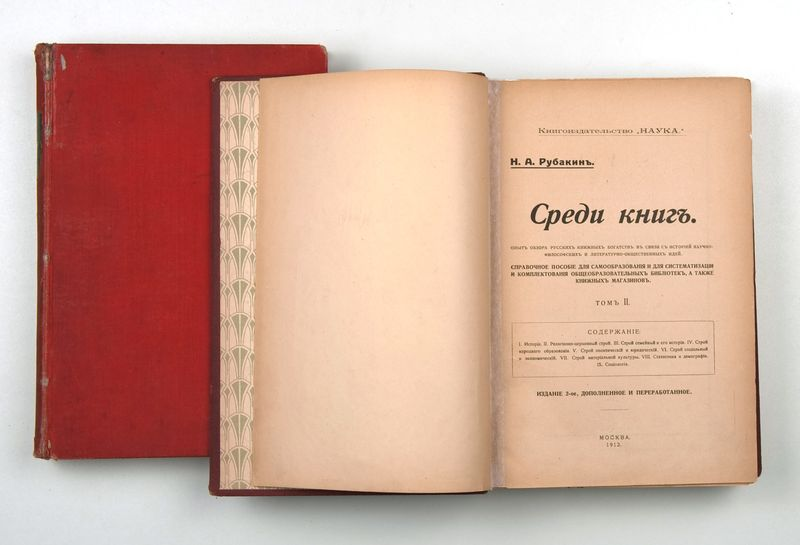 Книгоиздательство „НАУКА."
Н. А. Рубакинъ.
Среди книгъ.
ОПЫТЪ ОБЗОРА РУССКИХЪ КНИЖНЫХЪ БОГАТСТВЪ ВЪ СВЯЗИ СЪ ИСТОРІЕЙ НАУЧНО-
ФИЛОСОФСКИХЪ И ЛИТЕРАТУРНО-ОБЩЕСТВЕННЫХЪ ИДЕЙ.
СПРАВОЧНОЕ ПОСОБІЕ ДЛЯ САМООБРАЗОВАНІЯ И ДЛЯ СИСТЕМАТИЗАЦІИ
И КОМПЛЕКТОВАНІЯ ОБЩЕОБРАЗОВАТЕЛЬНЫХЪ БИБЛІОТЕКЪ, А ТАКЖЕ
КНИЖНЫХЪ МАГАЗИНОВЪ.
ТОМЪ II.
СОДЕРЖАНІЕ:
I. Исторія. II. Религіозно-церковный строй. III. Строй семейный и его исторія. IV. Строй
народнаго образованія. V. Строй политическій и юридическій. VI. Строй соціальный
и экономическій. VII. Строй матеріальной культуры. VIII. Статистика и демографія.
IX. Соціологія.
ИЗДАНІЕ 2-ое, ДОПОЛНЕННОЕ И ПЕРЕРАБОТАННОЕ.
МОСКВА.
1913.